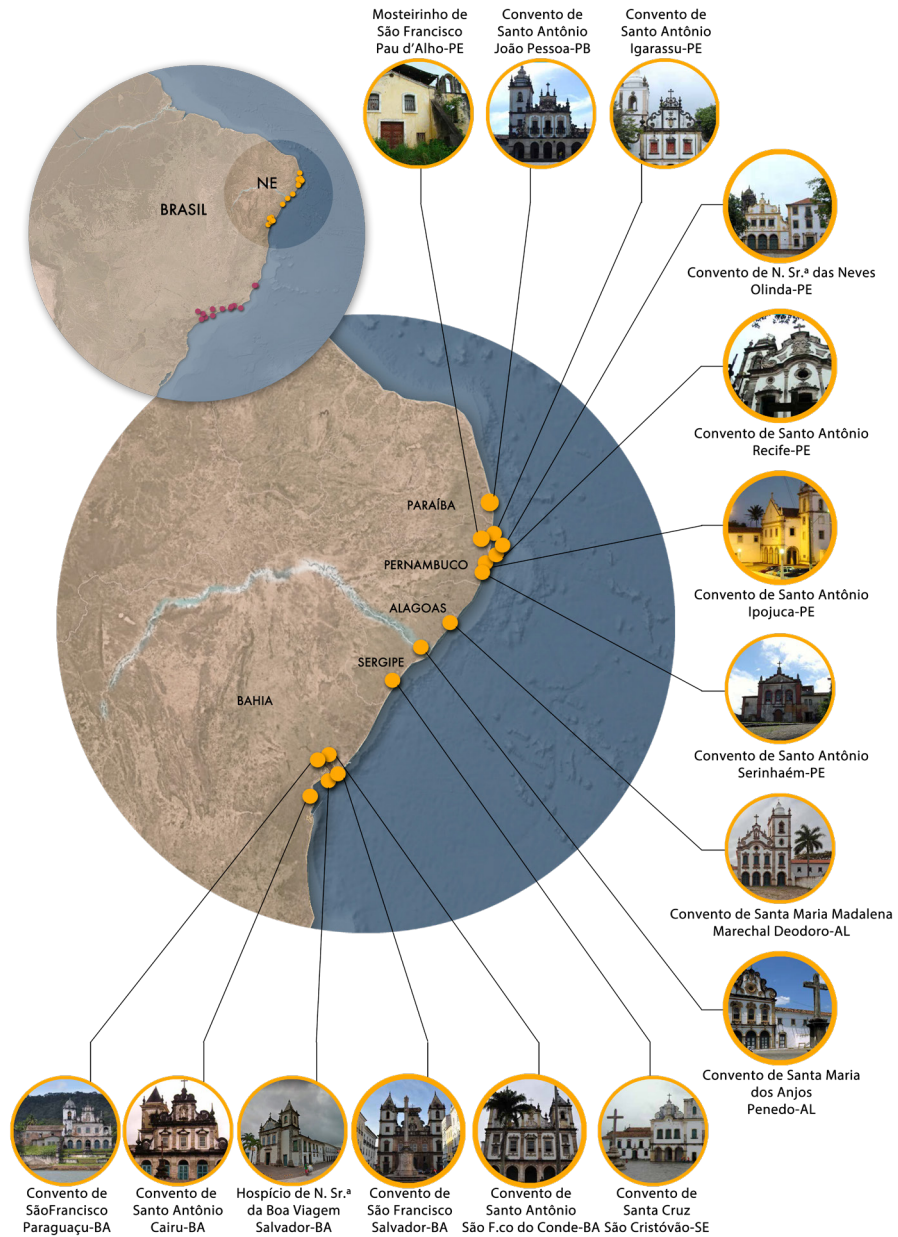 Mosteirinho de
São Francisco
Pau d’Alho-PE
Convento de
Santo Antônio
João Pessoa-PB
Convento de
Santo Antônio
Igarassu-PE
NE
BRASIL
Convento de N. Sr.ª das Neves
Olinda-PE
Convento de Santo Antônio
Recife-PE
PARAÍBA
PERNAMBUCO
ALAGOAS
SERGIPE
BAHIA
Convento de Santo Antônio
Ipojuca-PE
Convento de Santo Antônio
Serinhaém-PE
Convento de Santa Maria Madalena
Marechal Deodoro-AL
Convento de Santa Maria
dos Anjos
Penedo-AL
Convento de
SãoFrancisco
Paraguaçu-BA
Convento de
Santo Antônio
Cairu-BA
Hospício de N. Sr.ª
da Boa Viagem
Salvador-BA
Convento de
São Francisco
Salvador-BA
Convento de
Santo Antônio
São F.co do Conde-BA
Convento de
Santa Cruz
São Cristóvão-SE